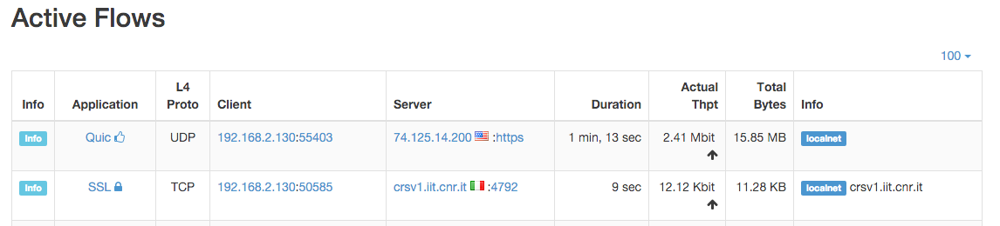 Active Flows
100
Info Application L4 Proto Client Server Duration Actual Thpt Total Bytes Info
Info Quic UDP 192.168.2.130:55403 74.125.14.200 :https 1 min, 13 sec 2.41 Mbit 15.85 MB localnet
Info SSL TCP 192.168.2.130:50585 crsv1.iit.cnr.it :4792 9 sec 12.12 Kbit 11.28 KB localnet crsv1.iit.cnr.it